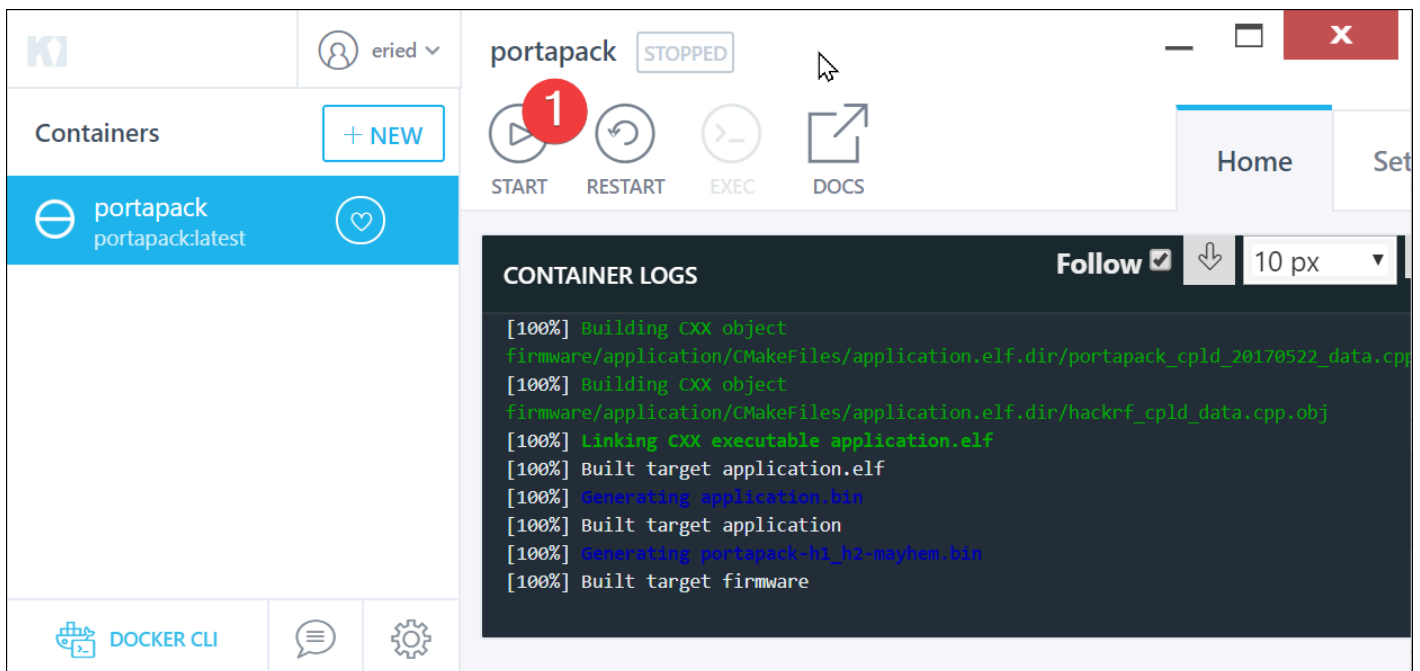 eried
portapack STOPPED
1
Containers
+ NEW
START RESTART EXEC DOCS
Home Set
portapack
portapack:latest
CONTAINER LOGS
Follow
10 px
[100%] Building CXX object
firmware/application/CMakeFiles/application.elf.dir/portapack_cpld_20170522_data.cpp
[100%] Building CXX object
firmware/application/CMakeFiles/application.elf.dir/hackrf_cpld_data.cpp.obj
[100%] Linking CXX executable application.elf
[100%] Built target application.elf
[100%] Generating application.bin
[100%] Built target application
[100%] Generating portapack-h1_h2-mayhem.bin
[100%] Built target firmware
DOCKER CLI